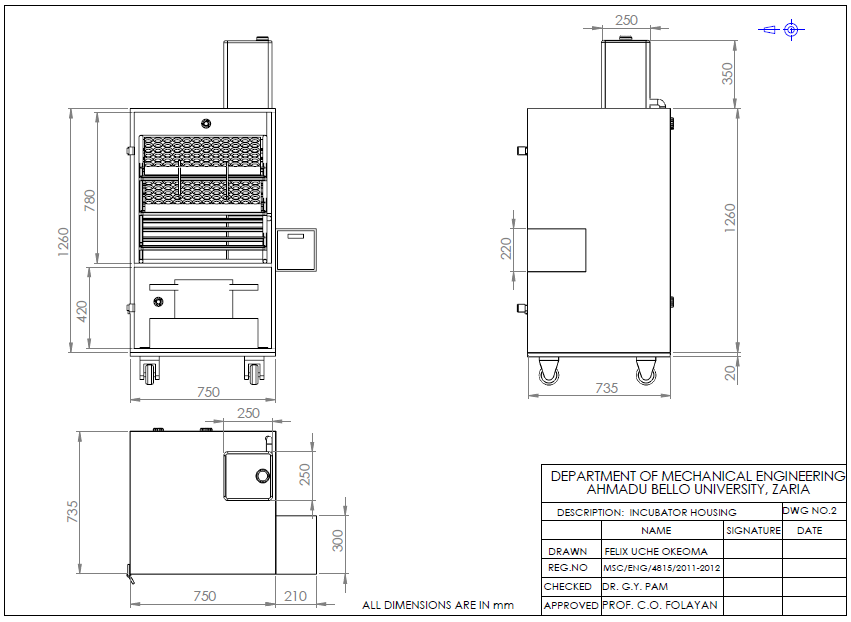 250
350
780
1260
420
750
220
1260
735
20
250
250
735
300
750
210
ALL DIMENSIONS ARE IN mm
DEPARTMENT OF MECHANICAL ENGINEERING
AHMADU BELLO UNIVERSITY, ZARIA
DESCRIPTION: INCUBATOR HOUSING DWG NO.2
NAME SIGNATURE DATE
DRAWN FELIX UCHE OKEOMA
REG.NO MSC/ENG/4815/2011-2012
CHECKED DR. G.Y. PAM
APPROVED PROF. C.O. FOLAYAN